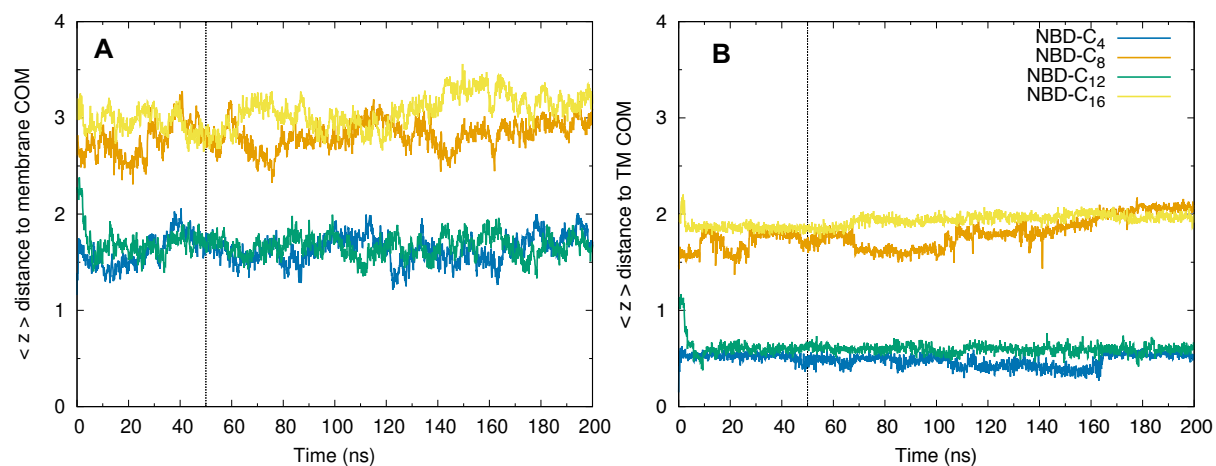 A
< z > distance to membrane COM
4
3
2
1
0
0 20 40 60 80 100 120 140 160 180 200
Time (ns)
B
NBD-C4
NBD-C8
NBD-C12
NBD-C16
< z > distance to TM COM
4
3
2
1
0
0 20 40 60 80 100 120 140 160 180 200
Time (ns)